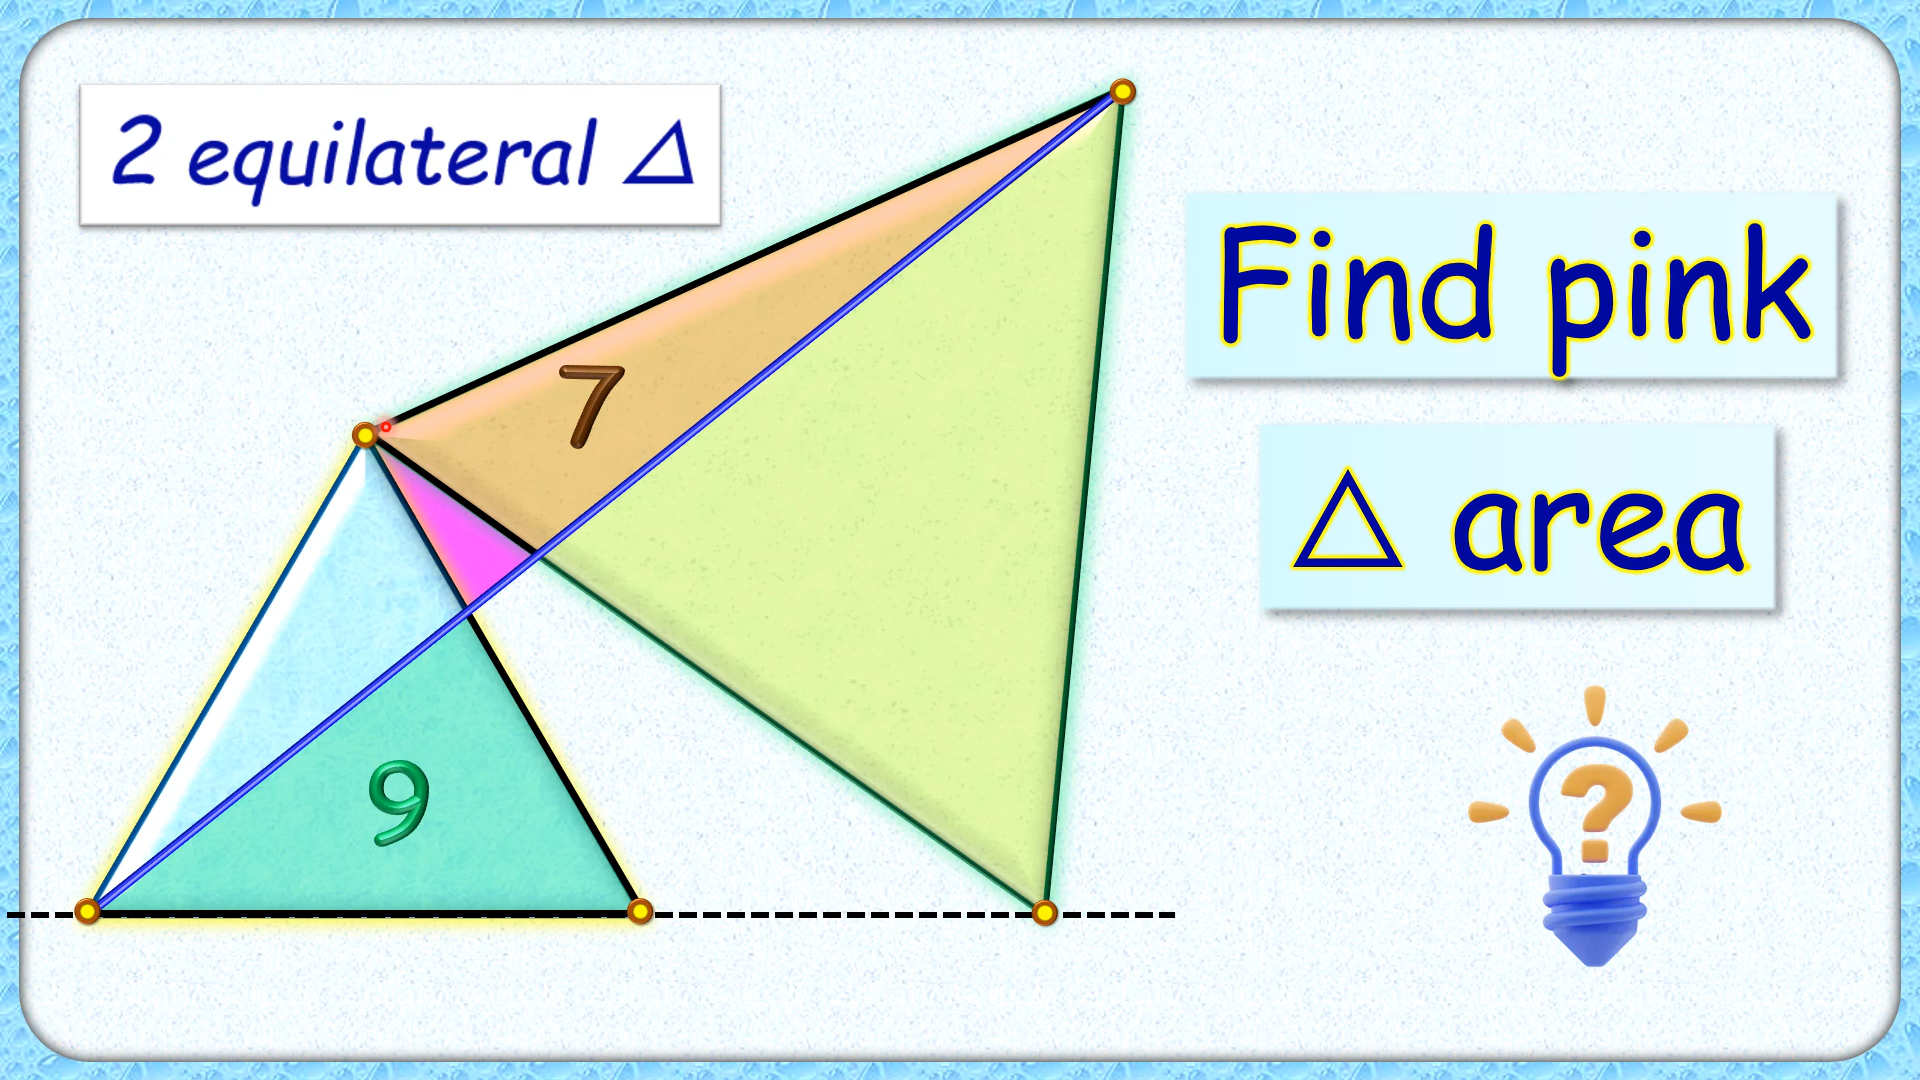 2 equilateral △
Find pink
△ area
7
9
?